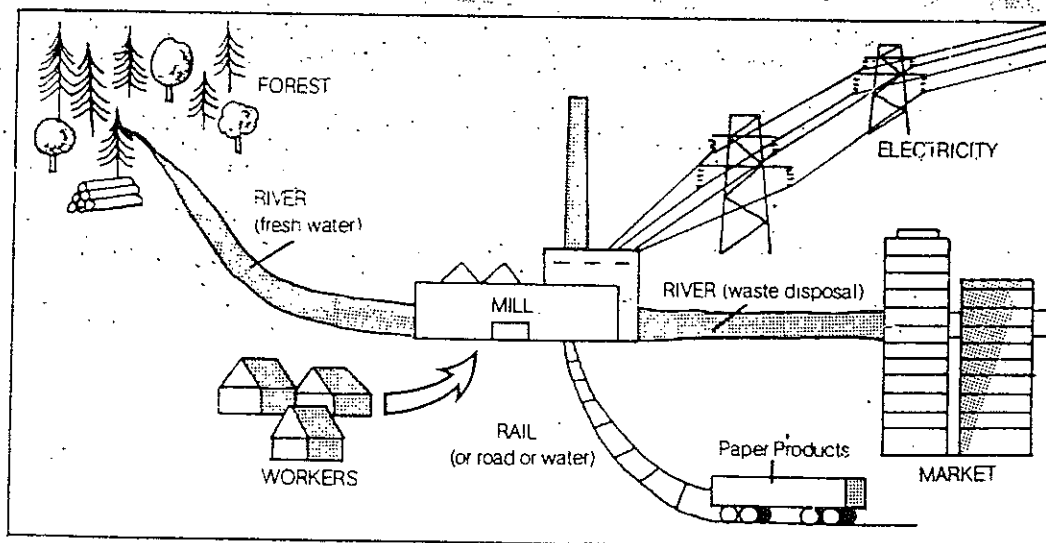 FOREST
ELECTRICITY
RIVER
(fresh water)
RIVER (waste disposal)
MILL
RAIL
(or road or water)
Paper Products
WORKERS
MARKET